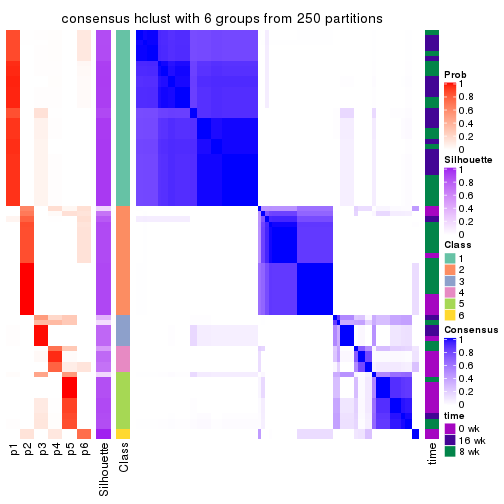 consensus hclust with 6 groups from 250 partitions
Prob
1
0.8
0.6
0.4
0.2
0
Silhouette
1
0.8
0.6
0.4
0.2
0
Class
1
2
3
4
5
6
Consensus
1
0.8
0.6
0.4
0.2
0
time
0 wk
16 wk
8 wk
p1
p2
p3
p4
p5
p6
Silhouette
Class
time